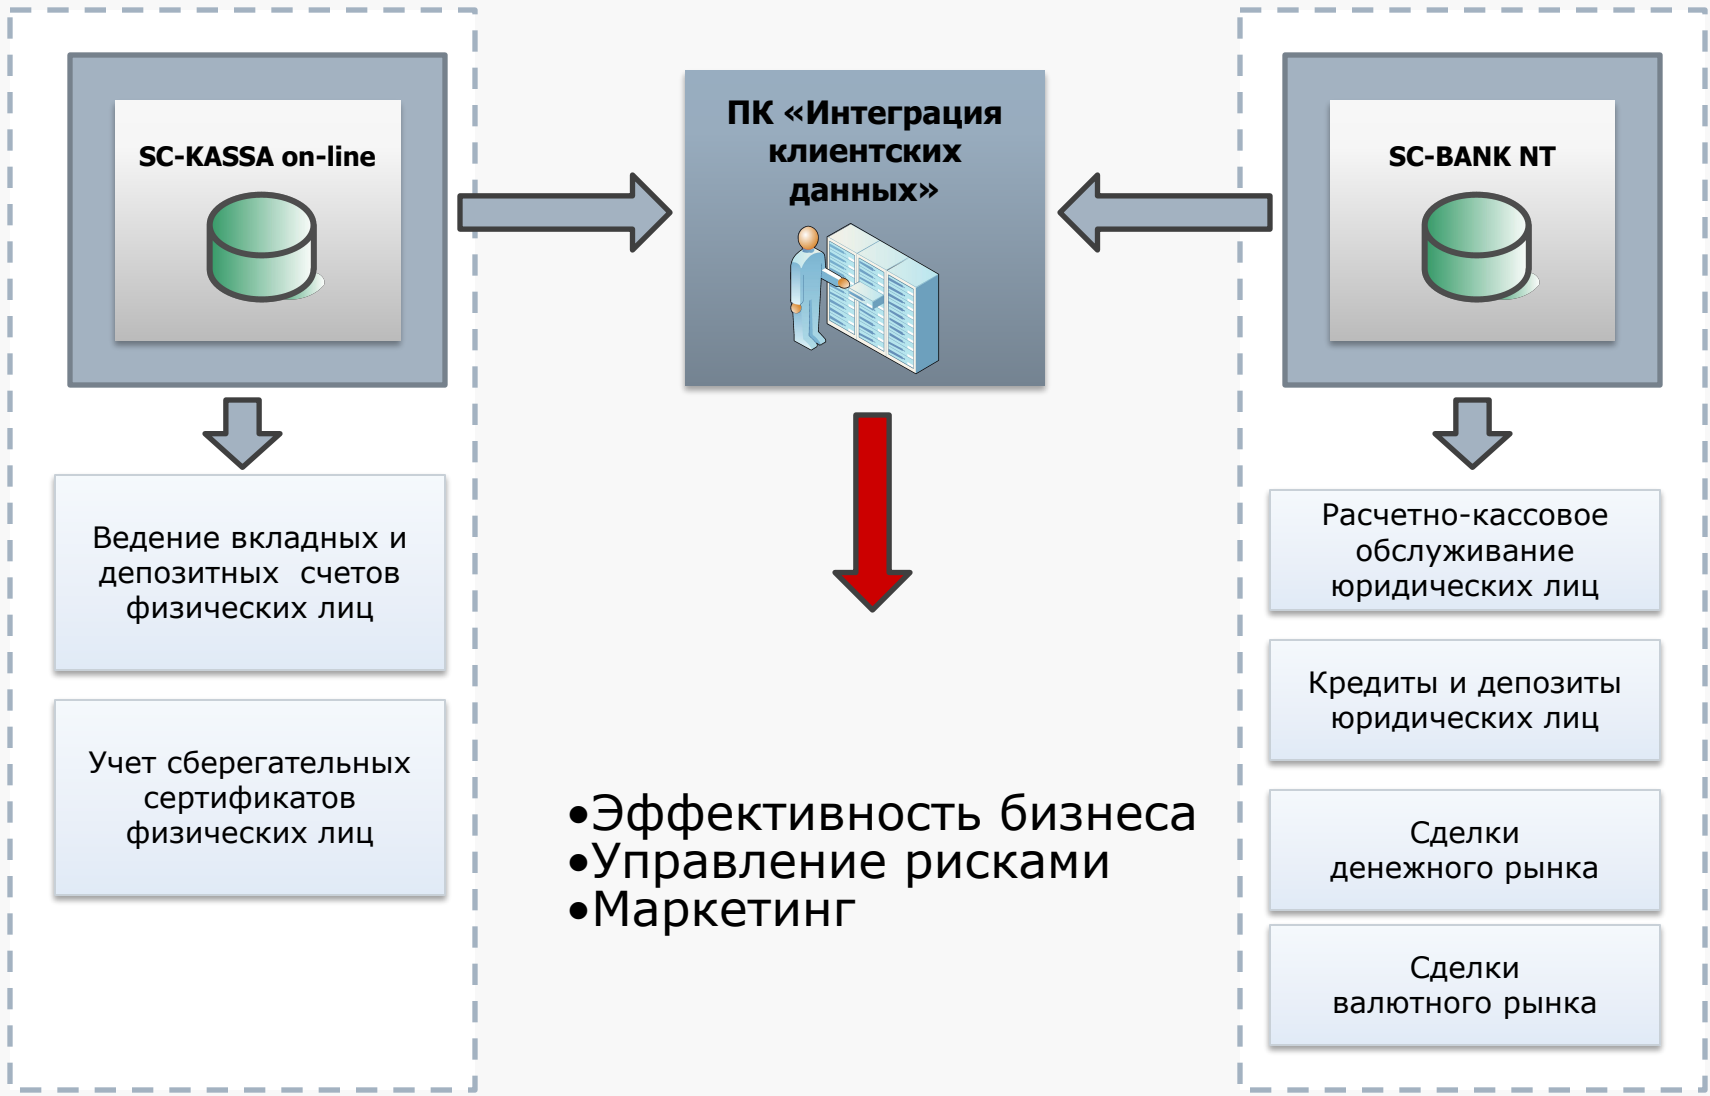 SC-KASSA on-line
Ведение вкладных и
депозитных  счетов
физических лиц
Учет сберегательных
сертификатов
физических лиц
ПК «Интеграция
клиентских
данных»
•Эффективность бизнеса
•Управление рисками
•Маркетинг
SC-BANK NT
Расчетно-кассовое
обслуживание
юридических лиц
Кредиты и депозиты
юридических лиц
Сделки
денежного рынка
Сделки
валютного рынка